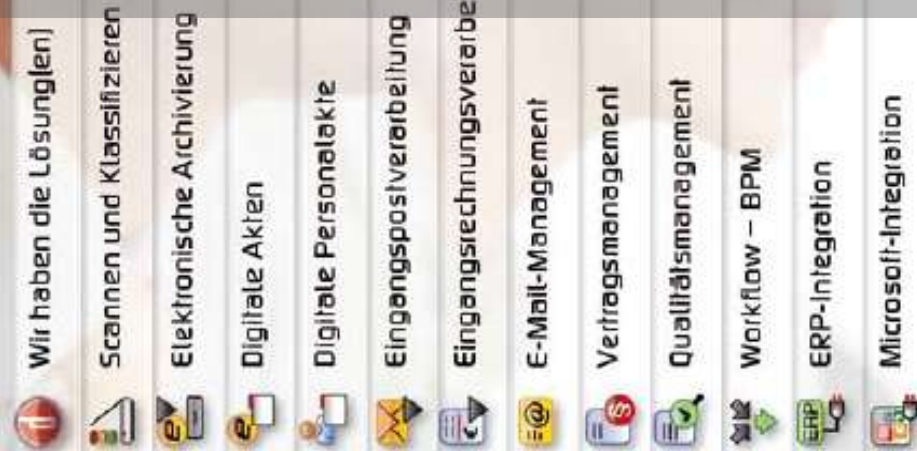 Wir haben die Lösung(en)
Scannen und Klassifizieren
Elektronische Archivierung
Digitale Akten
Digitale Personalakte
Eingangspostverarbeitung
Eingangsrechnungsverarbe
E-Mail-Management
Vertragsmanagement
Qualitätsmanagement
Workflow – BPM
ERP-Integration
Microsoft-Integration